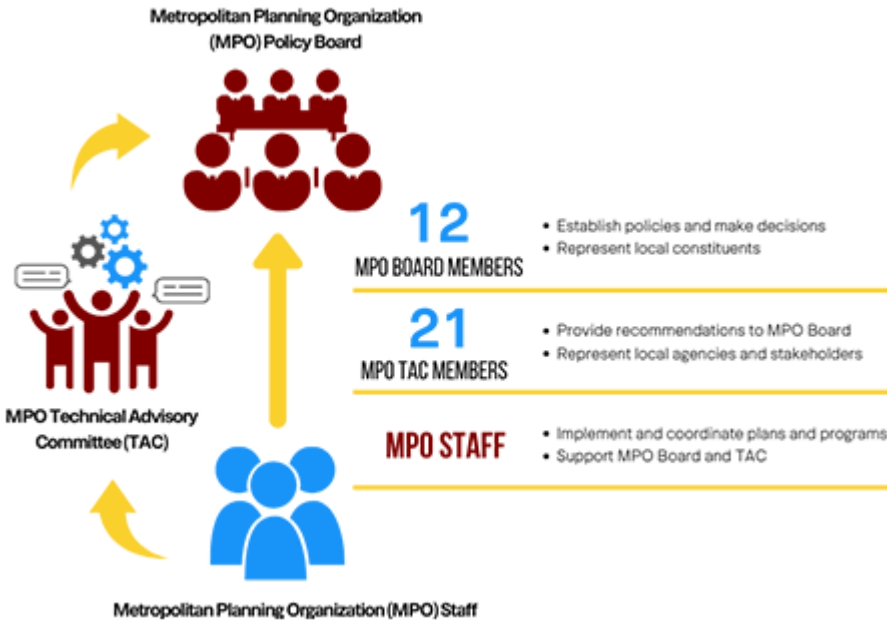 Metropolitan Planning Organization
(MPO) Policy Board
12
MPO BOARD MEMBERS
• Establish policies and make decisions
• Represent local constituents
21
MPO TAC MEMBERS
• Provide recommendations to MPO Board
• Represent local agencies and stakeholders
MPO Technical Advisory
Committee (TAC)
MPO STAFF
• Implement and coordinate plans and programs
• Support MPO Board and TAC
Metropolitan Planning Organization (MPO) Staff